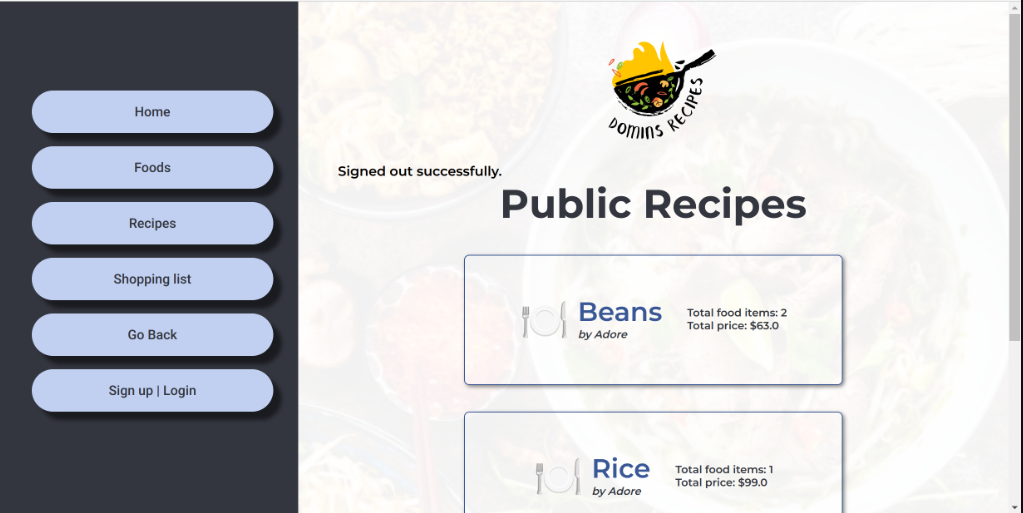 Home
Foods
Recipes
Shopping list
Go Back
Sign up | Login
DOMINS RECIPES
Signed out successfully.
Public Recipes
Beans
by Adore
Total food items: 2
Total price: $63.0
Rice
by Adore
Total food items: 1
Total price: $99.0